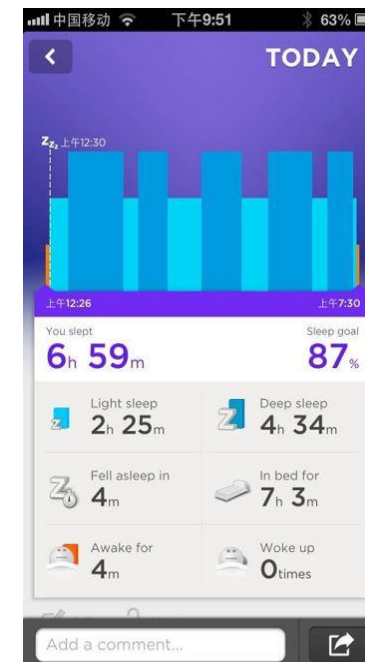 中国移动 下午9:51 63%
TODAY
Zzz 上午12:30
上午12:26 上午7:30
You slept Sleep goal
6h 59m 87%
Light sleep Deep sleep
2h 25m 4h 34m
Fell asleep in In bed for
4m 7h 3m
Awake for Woke up
4m 0times
Add a comment...